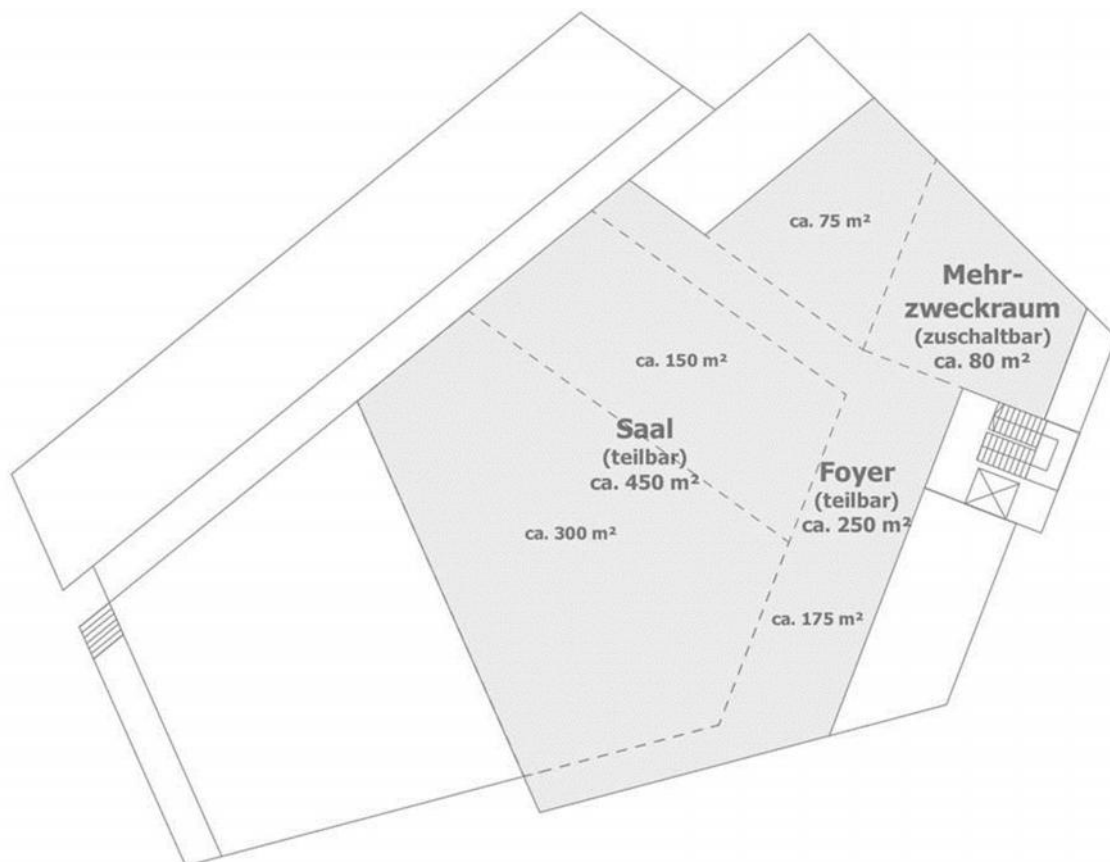 ca. 75 m²
Mehr-
zweckraum
(zuschaltbar)
ca. 80 m²
ca. 150 m²
Saal
(teilbar)
ca. 450 m²
Foyer
(teilbar)
ca. 250 m²
ca. 300 m²
ca. 175 m²